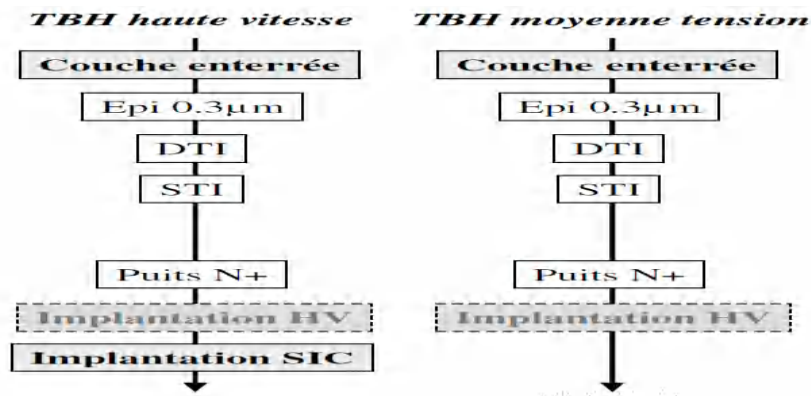 TBH haute vitesse
Couche enterrée
Epi 0.3µm
DTI
STI
Puits N+
Implantation HV
Implantation SIC
TBH moyenne tension
Couche enterrée
Epi 0.3µm
DTI
STI
Puits N+
Implantation HV